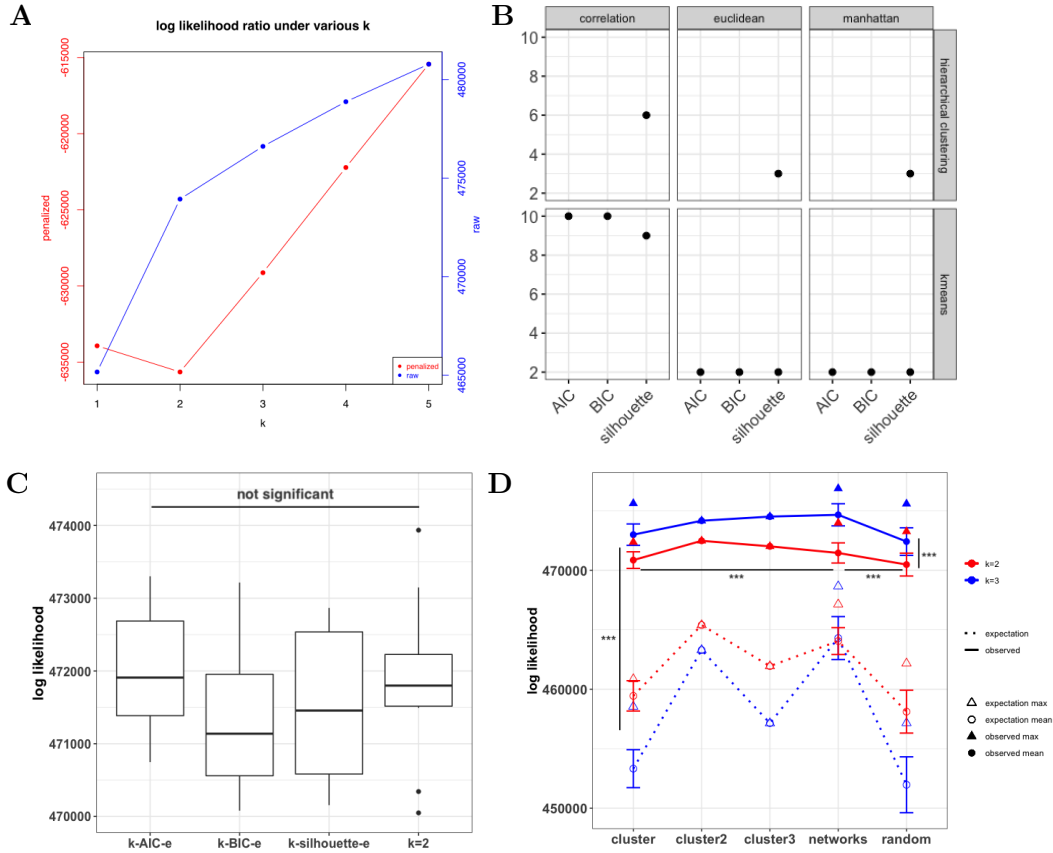 A
log likelihood ratio under various k
penalized
-615000
-620000
-625000
-630000
-635000
480000
475000
470000
465000
raw
penalized
raw
1 2 3 4 5
k
B
correlation euclidean manhattan
hierarchical clustering
kmeans
10
8
6
4
2
10
8
6
4
2
AIC BIC silhouette AIC BIC silhouette AIC BIC silhouette
C
not significant
log likelihood
474000
473000
472000
471000
470000
k-AIC-e k-BIC-e k-silhouette-e k=2
D
log likelihood
470000
460000
450000
***
***
***
***
cluster cluster2 cluster3 networks random
k=2
k=3
expectation
observed
expectation max
expectation mean
observed max
observed mean